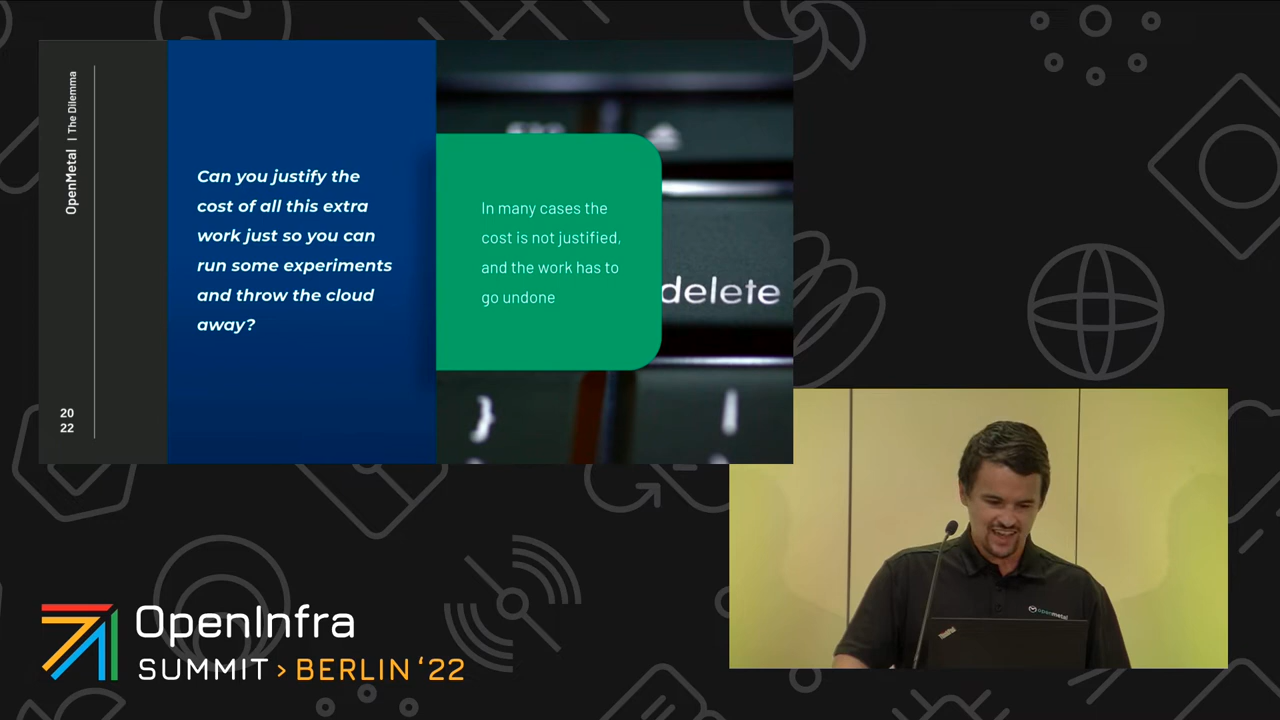 OpenMetal | The Dilemma
20
22
Can you justify the
cost of all this extra
work just so you can
run some experiments
and throw the cloud
away?
In many cases the
cost is not justified,
and the work has to
go undone
delete
}
openmetal
OpenInfra
SUMMIT > BERLIN ‘22